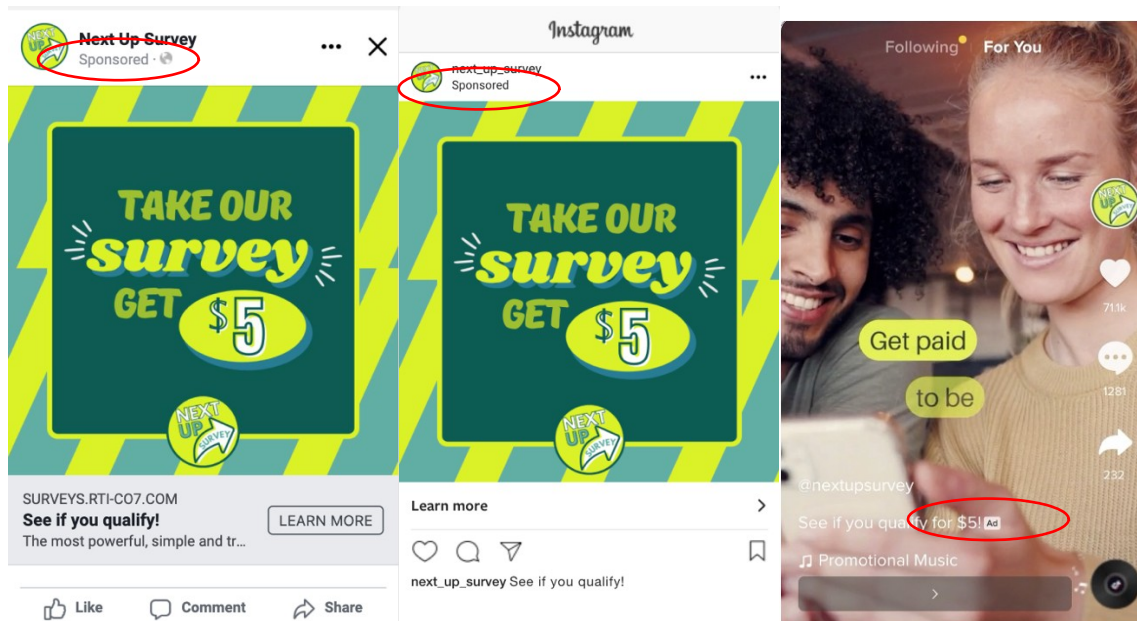 NEXT
UP
Next Up Survey
Sponsored ·
TAKE OUR
survey
GET
$5
NEXT
UP
SURVEY
SURVEYS.RTI-CO7.COM
See if you qualify!
The most powerful, simple and tr...
LEARN MORE
Like
Comment
Share
Instagram
next_up_survey
Sponsored
TAKE OUR
survey
GET
$5
NEXT
UP
SURVEY
Learn more
next_up_survey See if you qualify!
Following
For You
NEXT
UP
SURVEY
71.1k
Get paid
to be
1281
232
@nextupsurvey
See if you qualify for $5! Ad
Promotional Music